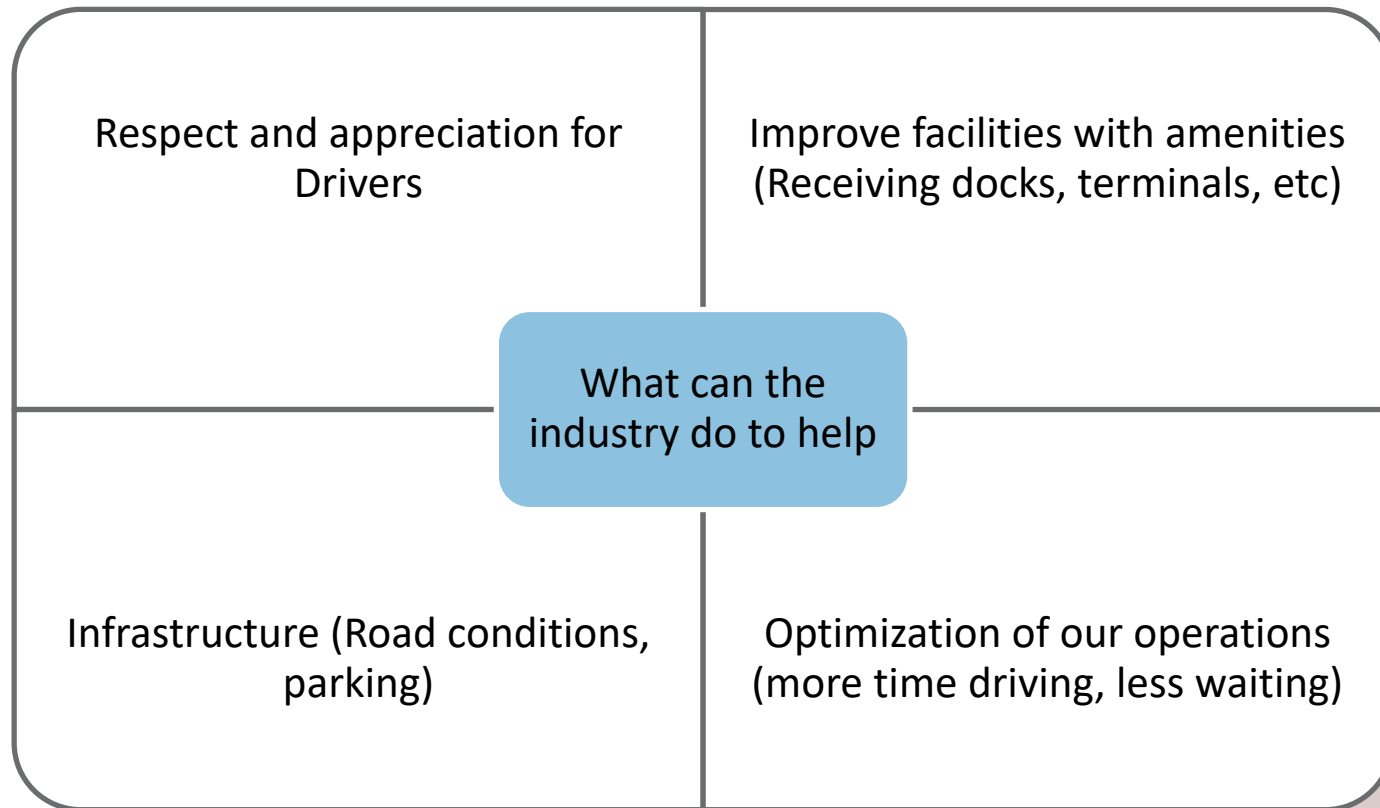 Respect and appreciation for
Drivers
Improve facilities with amenities
(Receiving docks, terminals, etc)
What can the
industry do to help
Infrastructure (Road conditions,
parking)
Optimization of our operations
(more time driving, less waiting)